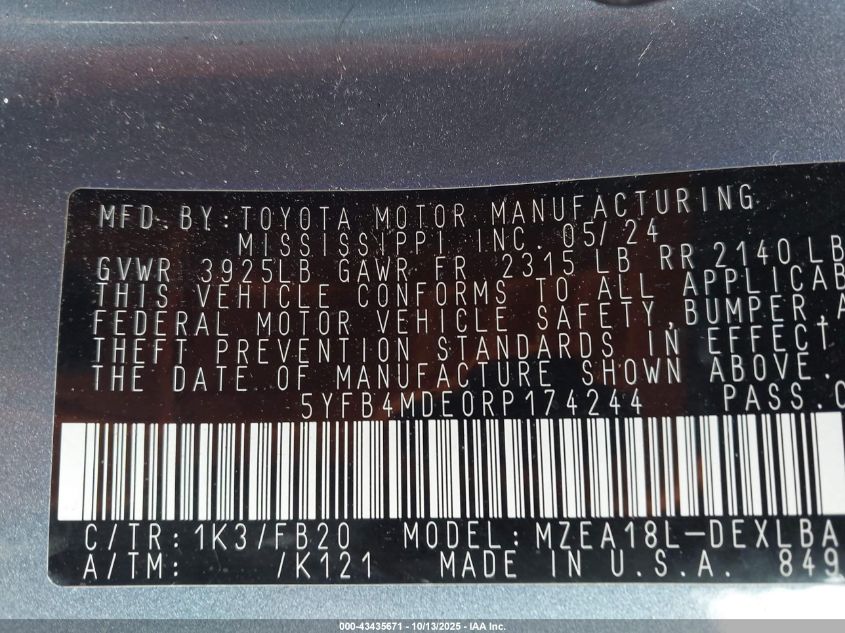 MFD.BY:TOYOTA MOTOR MANUFACTURING
MISSISSIPPI INC. 05/24
GVWR 3925LB GAWR FR 2315 LB RR 2140 LB
THIS VEHICLE CONFORMS TO ALL APPLICAB
FEDERAL MOTOR VEHICLE SAFETY,BUMPER,A
THEFT PREVENTION STANDARDS IN EFFECT
THE DATE OF MANUFACTURE SHOWN ABOVE.
5YFB4MDE0RP174244 PASS.C
C/TR:1K3/FB20 MODEL:MZEA18L-DEXLBA
A/TM: /K121 MADE IN U.S.A. 849
000-43435671 - 10/13/2025 - IAA Inc.